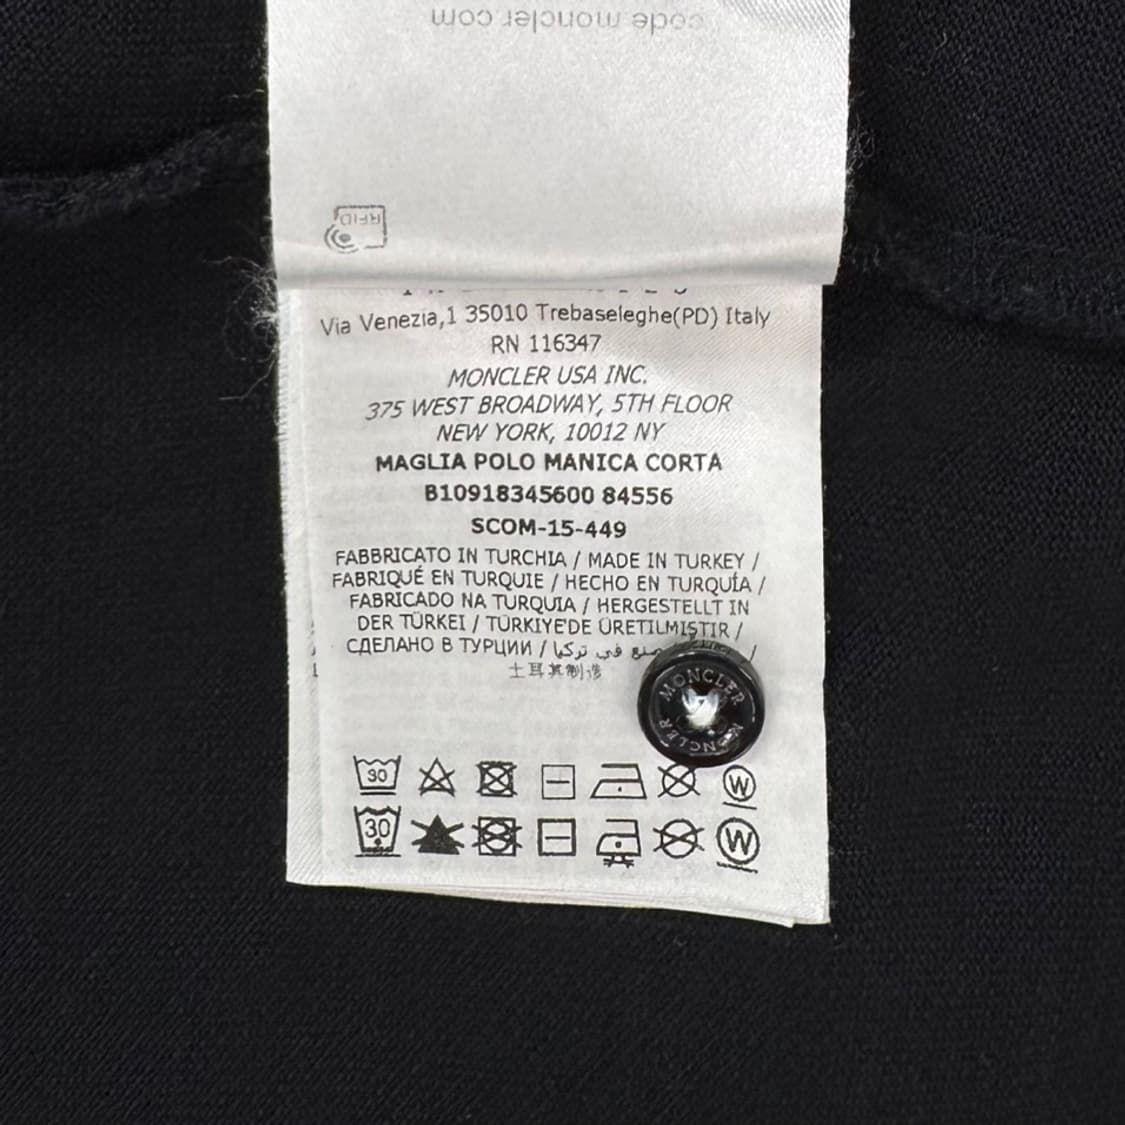 code.moncler.com
RFID
Via Venezia,1 35010 Trebaseleghe(PD) Italy
RN 116347
MONCLER USA INC.
375 WEST BROADWAY, 5TH FLOOR
NEW YORK, 10012 NY
MAGLIA POLO MANICA CORTA
B10918345600 84556
SCOM-15-449
FABBRICATO IN TURCHIA / MADE IN TURKEY /
FABRIQUÉ EN TURQUIE / HECHO EN TURQUÍA /
FABRICADO NA TURQUIA / HERGESTELLT IN
DER TÜRKEI / TÜRKIYE'DE ÜRETILMIŞTIR /
СДЕЛАНО В ТУРЦИИ / صنع في تركيا /
土耳其制造
MONCLER
MONCLER
30 W
30 W